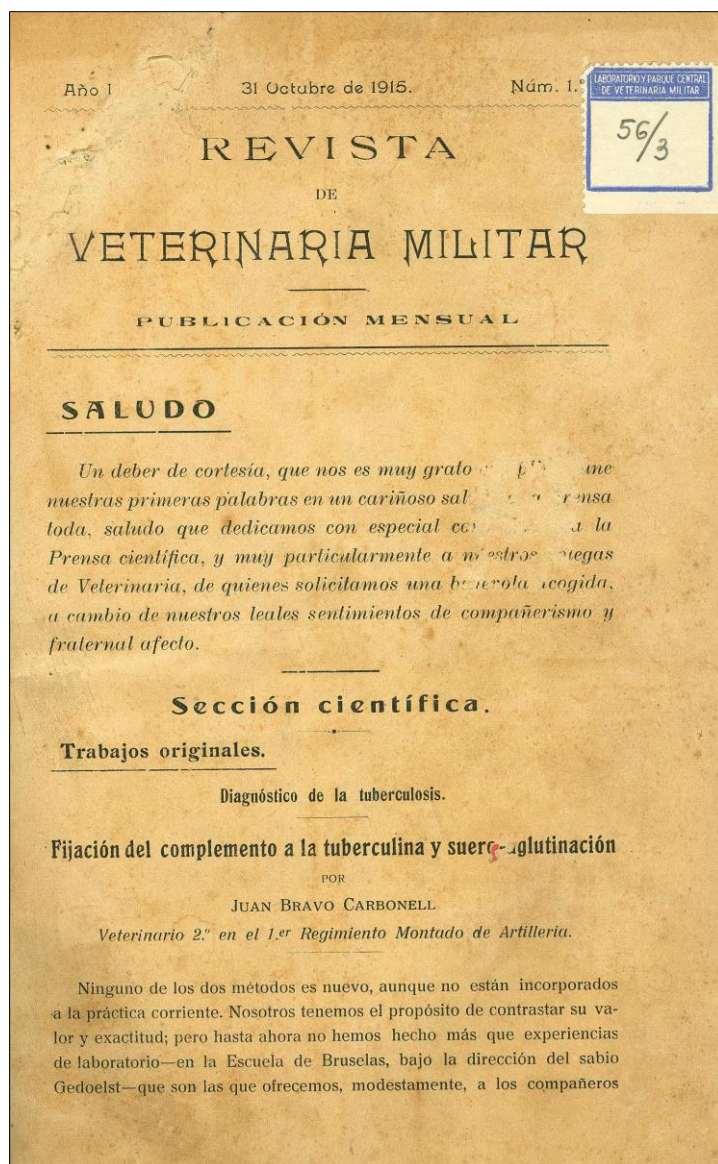 Año I 31 Octubre de 1915. Núm. 1.º
LABORATORIO Y PARQUE CENTRAL
DE VETERINARIA MILITAR
56/3
REVISTA
DE
VETERINARIA MILITAR
PUBLICACIÓN MENSUAL
SALUDO
Un deber de cortesía, que nos es muy grato
nuestras primeras palabras en un cariñoso
toda, saludo que dedicamos con especial a la
Prensa científica, y muy particularmente a nuestros
de Veterinaria, de quienes solicitamos una acogida,
a cambio de nuestros leales sentimientos de compañerismo y
fraternal afecto.
Sección científica.
Trabajos originales.
Diagnóstico de la tuberculosis.
Fijación del complemento a la tuberculina y suero-aglutinación
POR
JUAN BRAVO CARBONELL
Veterinario 2.º en el 1.er Regimiento Montado de Artillería.
Ninguno de los dos métodos es nuevo, aunque no están incorporados
a la práctica corriente. Nosotros tenemos el propósito de contrastar su va-
lor y exactitud; pero hasta ahora no hemos hecho más que experiencias
de laboratorio—en la Escuela de Bruselas, bajo la dirección del sabio
Gedoelst—que son las que ofrecemos, modestamente, a los compañeros